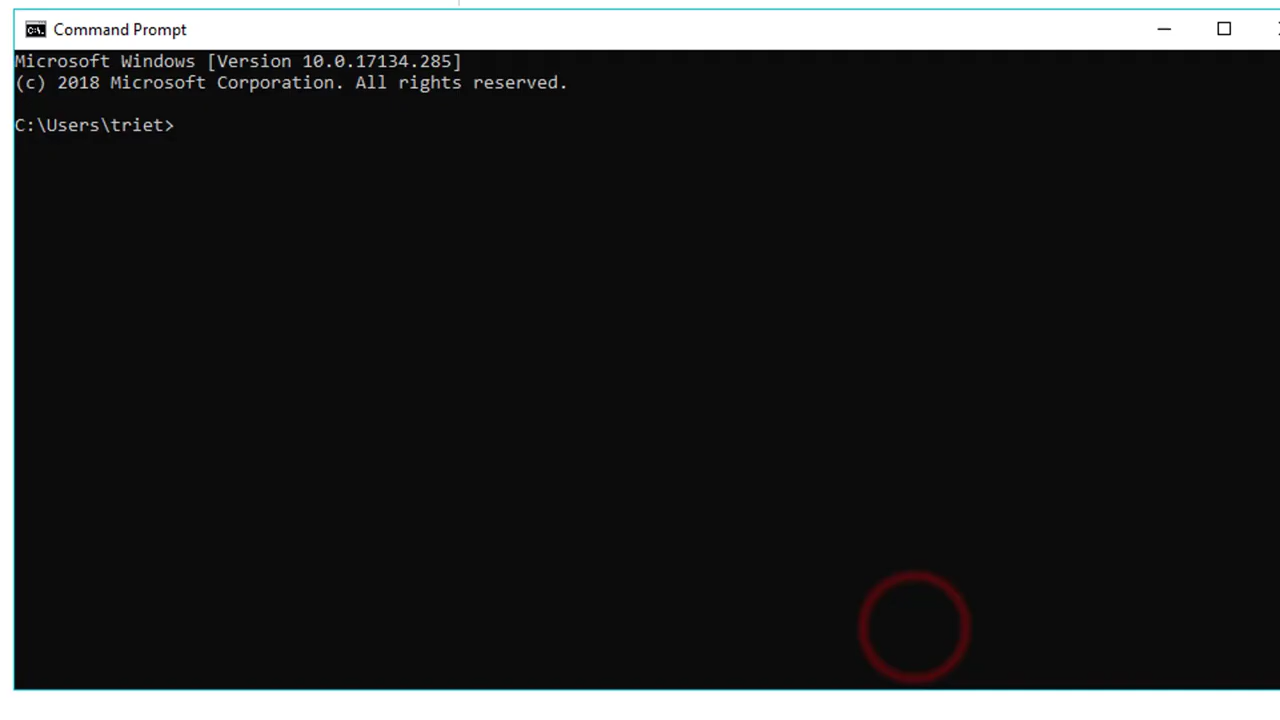 Command Prompt
Microsoft Windows [Version 10.0.17134.285]
(c) 2018 Microsoft Corporation. All rights reserved.
C:\Users\triet>